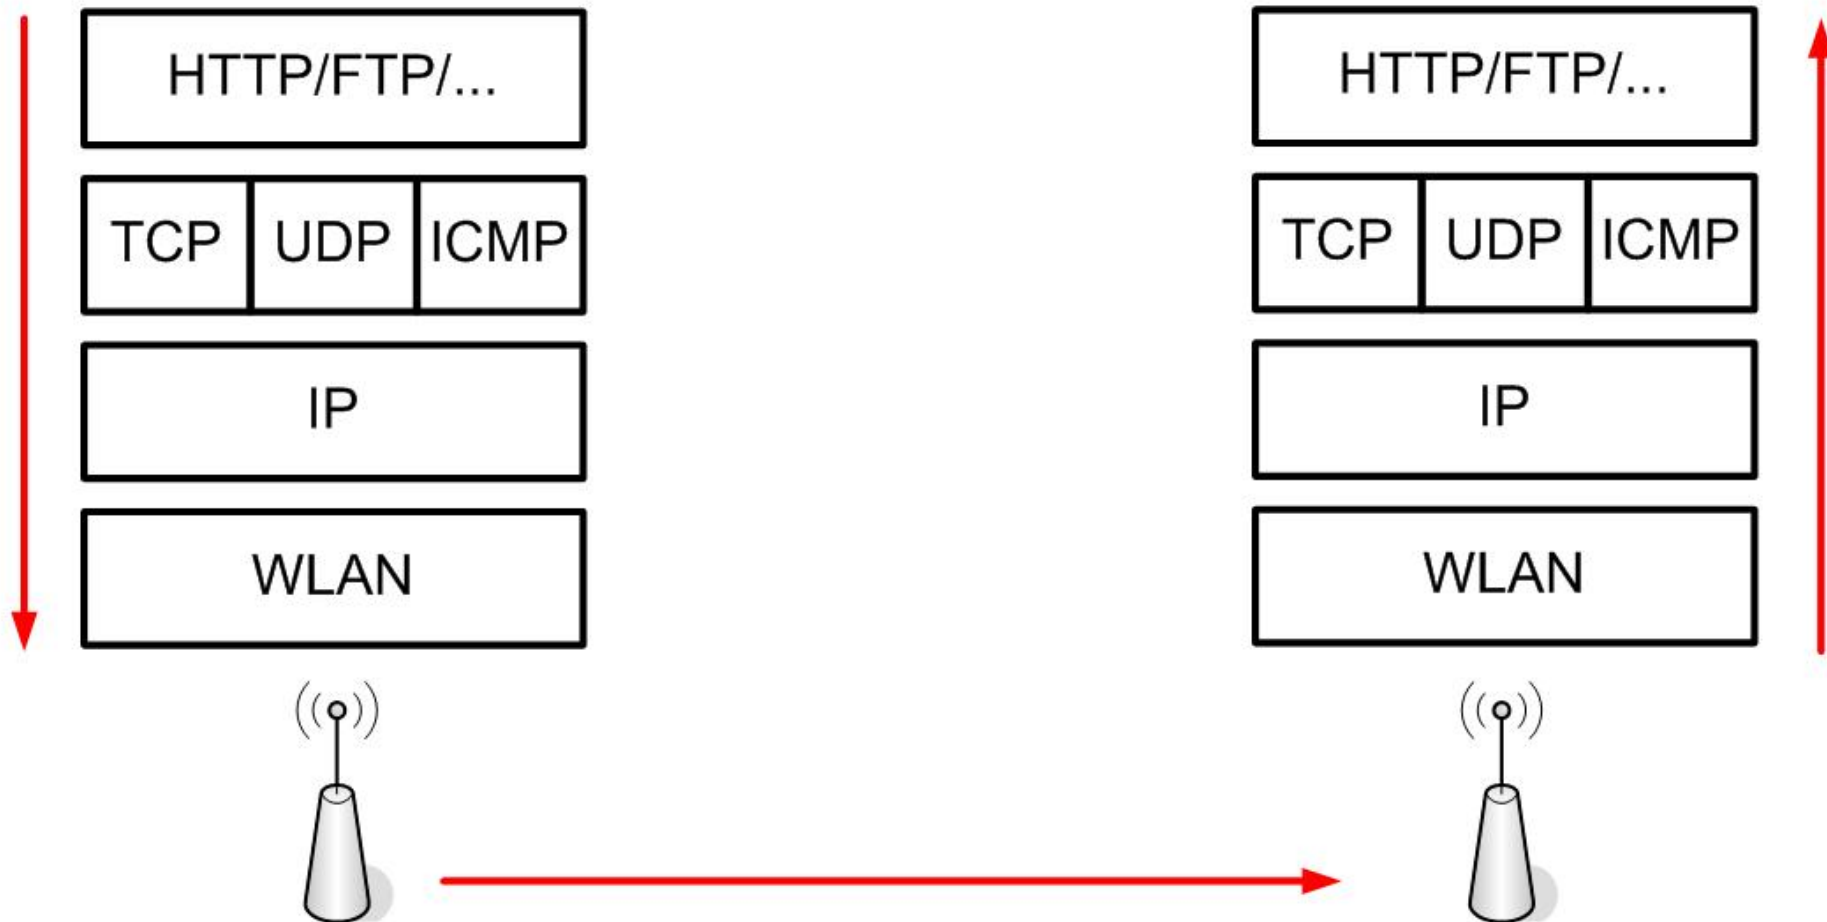 HTTP/FTP/...
TCP UDP ICMP
IP
WLAN
HTTP/FTP/...
TCP UDP ICMP
IP
WLAN